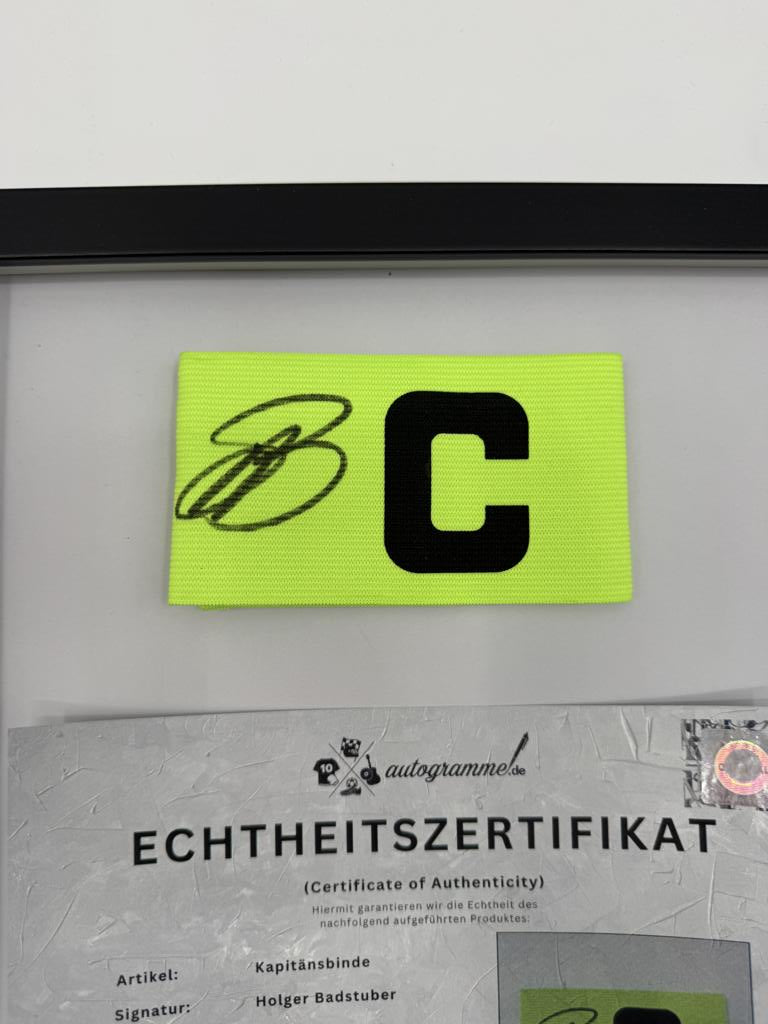 C
10
autogramme.de
ECHTHEITSZERTIFIKAT
(Certificate of Authenticity)
Hiermit garantieren wir die Echtheit des
nachfolgend aufgeführten Produktes:
Artikel: Kapitänsbinde
Signatur: Holger Badstuber